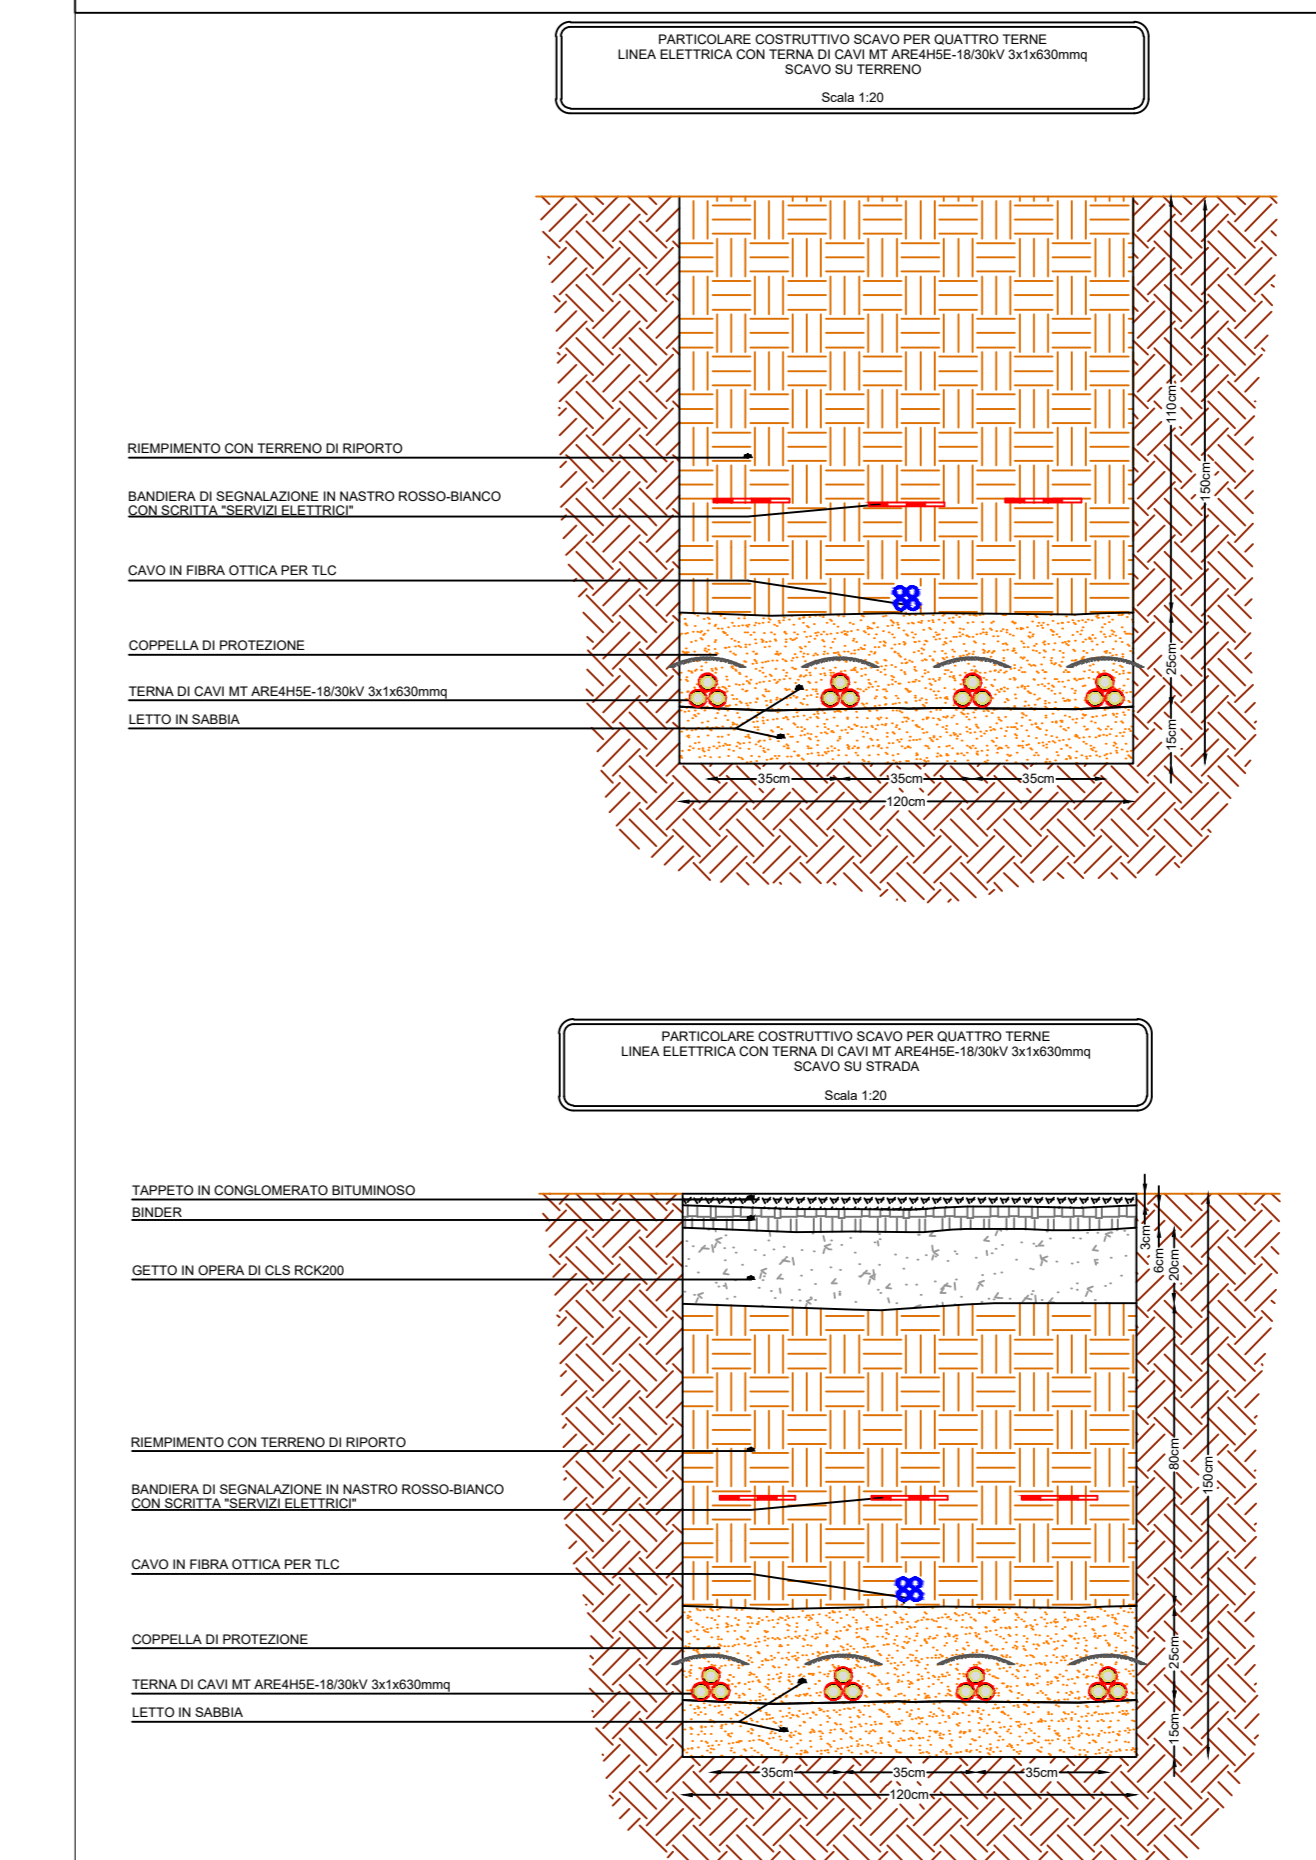 PARTICOLARE COSTRUTTIVO SCAVO PER QUATTRO TERNE
LINEA ELETTRICA CON TERNA DI CAVI MT ARE4H5E-18/30kV 3x1x630mmq
SCAVO SU TERRENO
Scala 1:20
RIEMPIMENTO CON TERRENO DI RIPORTO
BANDIERA DI SEGNALAZIONE IN NASTRO ROSSO-BIANCO
CON SCRITTA "SERVIZI ELETTRICI"
CAVO IN FIBRA OTTICA PER TLC
COPPELLA DI PROTEZIONE
TERNA DI CAVI MT ARE4H5E-18/30kV 3x1x630mmq
LETTO IN SABBIA
110cm
150cm
25cm
15cm
35cm
35cm
35cm
120cm
PARTICOLARE COSTRUTTIVO SCAVO PER QUATTRO TERNE
LINEA ELETTRICA CON TERNA DI CAVI MT ARE4H5E-18/30kV 3x1x630mmq
SCAVO SU STRADA
Scala 1:20
TAPPETO IN CONGLOMERATO BITUMINOSO
BINDER
GETTO IN OPERA DI CLS RCK200
RIEMPIMENTO CON TERRENO DI RIPORTO
BANDIERA DI SEGNALAZIONE IN NASTRO ROSSO-BIANCO
CON SCRITTA "SERVIZI ELETTRICI"
CAVO IN FIBRA OTTICA PER TLC
COPPELLA DI PROTEZIONE
TERNA DI CAVI MT ARE4H5E-18/30kV 3x1x630mmq
LETTO IN SABBIA
3cm
6cm
20cm
80cm
150cm
25cm
15cm
35cm
35cm
35cm
120cm